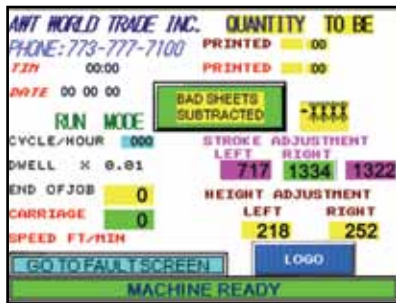 AWT WORLD TRADE INC. QUANTITY TO BE
PHONE: 773-777-7100 PRINTED 00
TIM 00:00 PRINTED 00
DATE 00 00 00
BAD SHEETS
SUBTRACTED
RUN MODE
CYCLE/HOUR 000 STROKE ADJUSTMENT
LEFT RIGHT
DWELL X 0.01 717 1334 1322
END OFJOB 0 HEIGHT ADJUSTMENT
CARRIAGE 0 LEFT RIGHT
SPEED FT/MIN 218 252
GO TO FAULT SCREEN LOGO
MACHINE READY